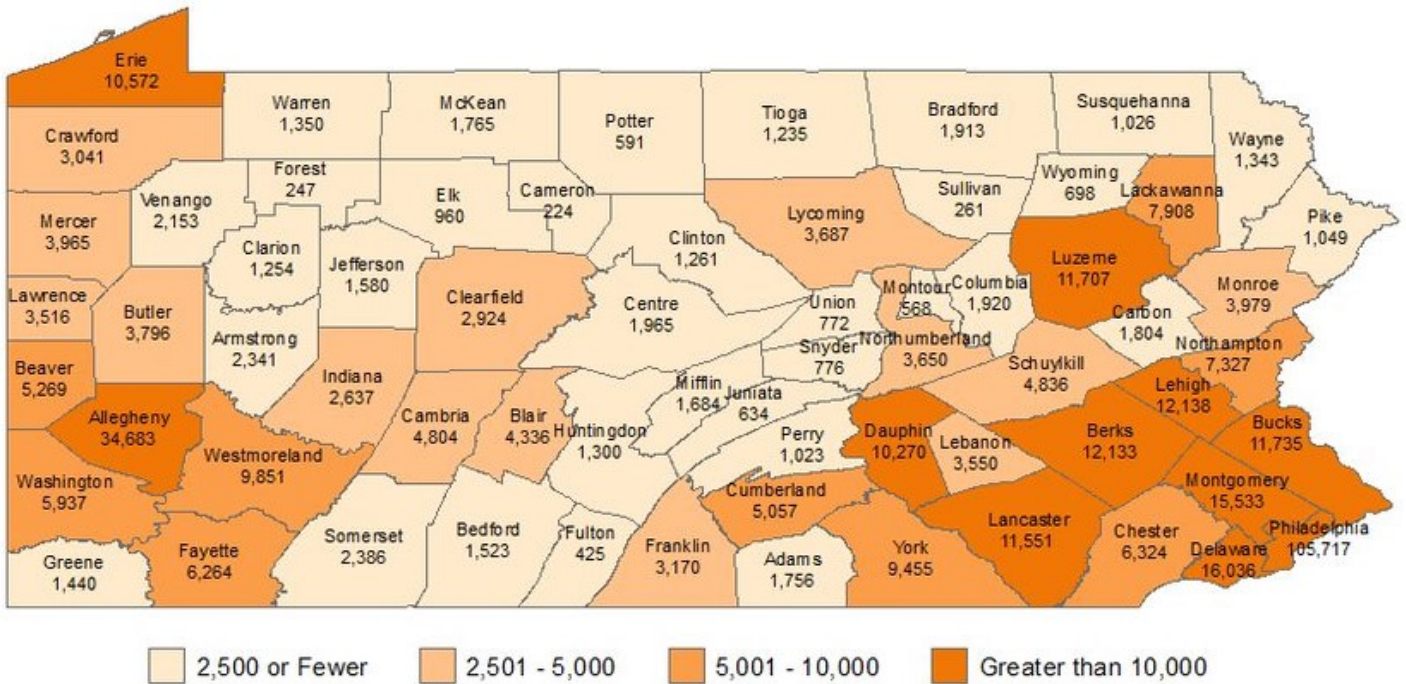 Erie
10,572
Warren
1,350
McKean
1,765
Potter
591
Tioga
1,235
Bradford
1,913
Susquehanna
1,026
Wayne
1,343
Crawford
3,041
Forest
247
Venango
2,153
Elk
960
Cameron
224
Sullivan
261
Wyoming
698
Lackawanna
7,908
Mercer
3,965
Clarion
1,254
Jefferson
1,580
Clinton
1,261
Lycoming
3,687
Pike
1,049
Lawrence
3,516
Butler
3,796
Armstrong
2,341
Clearfield
2,924
Centre
1,965
Union
772
Montour
568
Columbia
1,920
Luzerne
11,707
Carbon
1,804
Monroe
3,979
Beaver
5,269
Indiana
2,637
Snyder
776
Northumberland
3,650
Schuylkill
4,836
Northampton
7,327
Allegheny
34,683
Westmoreland
9,851
Cambria
4,804
Blair
4,336
Huntingdon
1,300
Mifflin
1,684
Juniata
634
Perry
1,023
Dauphin
10,270
Lebanon
3,550
Berks
12,133
Lehigh
12,138
Bucks
11,735
Washington
5,937
Cumberland
5,057
Montgomery
15,533
Greene
1,440
Fayette
6,264
Somerset
2,386
Bedford
1,523
Fulton
425
Franklin
3,170
Adams
1,756
York
9,455
Lancaster
11,551
Chester
6,324
Delaware
16,036
Philadelphia
105,717
2,500 or Fewer
2,501 - 5,000
5,001 - 10,000
Greater than 10,000